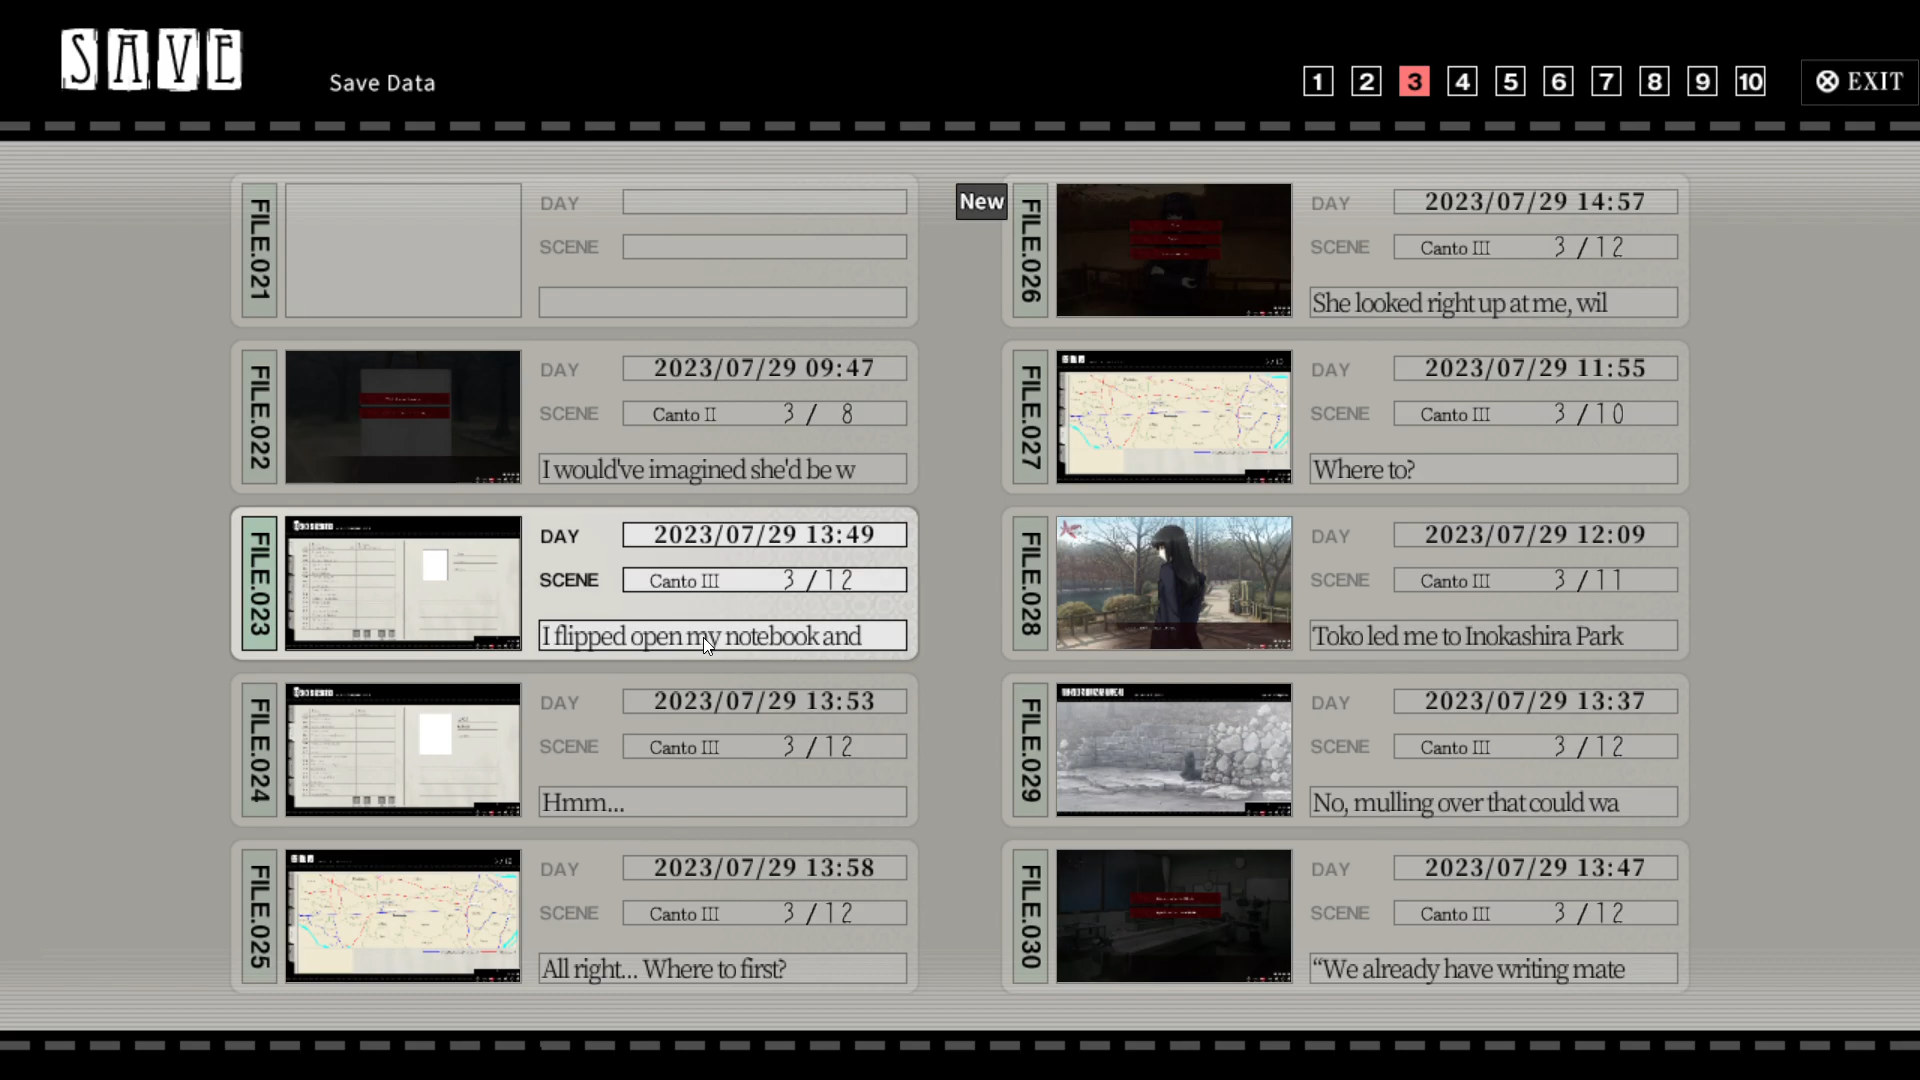 SAVE
Save Data
1 2 3 4 5 6 7 8 9 10
EXIT
FILE.021
DAY
SCENE
FILE.022
DAY 2023/07/29 09:47
SCENE Canto II 3 / 8
I would've imagined she'd be w
FILE.023
DAY 2023/07/29 13:49
SCENE Canto III 3 /12
I flipped open my notebook and
FILE.024
DAY 2023/07/29 13:53
SCENE Canto III 3 /12
Hmm...
FILE.025
DAY 2023/07/29 13:58
SCENE Canto III 3 /12
All right... Where to first?
New
FILE.026
DAY 2023/07/29 14:57
SCENE Canto III 3 /12
She looked right up at me, wil
FILE.027
DAY 2023/07/29 11:55
SCENE Canto III 3 /10
Where to?
FILE.028
DAY 2023/07/29 12:09
SCENE Canto III 3 /11
Toko led me to Inokashira Park
FILE.029
DAY 2023/07/29 13:37
SCENE Canto III 3 /12
No, mulling over that could wa
FILE.030
DAY 2023/07/29 13:47
SCENE Canto III 3 /12
“We already have writing mate